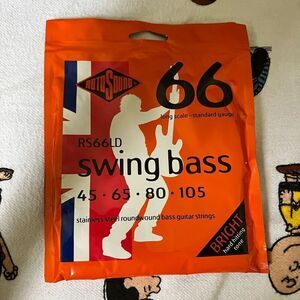 ROTOSOUND
66
long scale - standard gauge
RS66LD
swing bass
45 • 65 • 80 • 105
stainless steel roundwound bass guitar strings
BRIGHT
hard hitting
tone